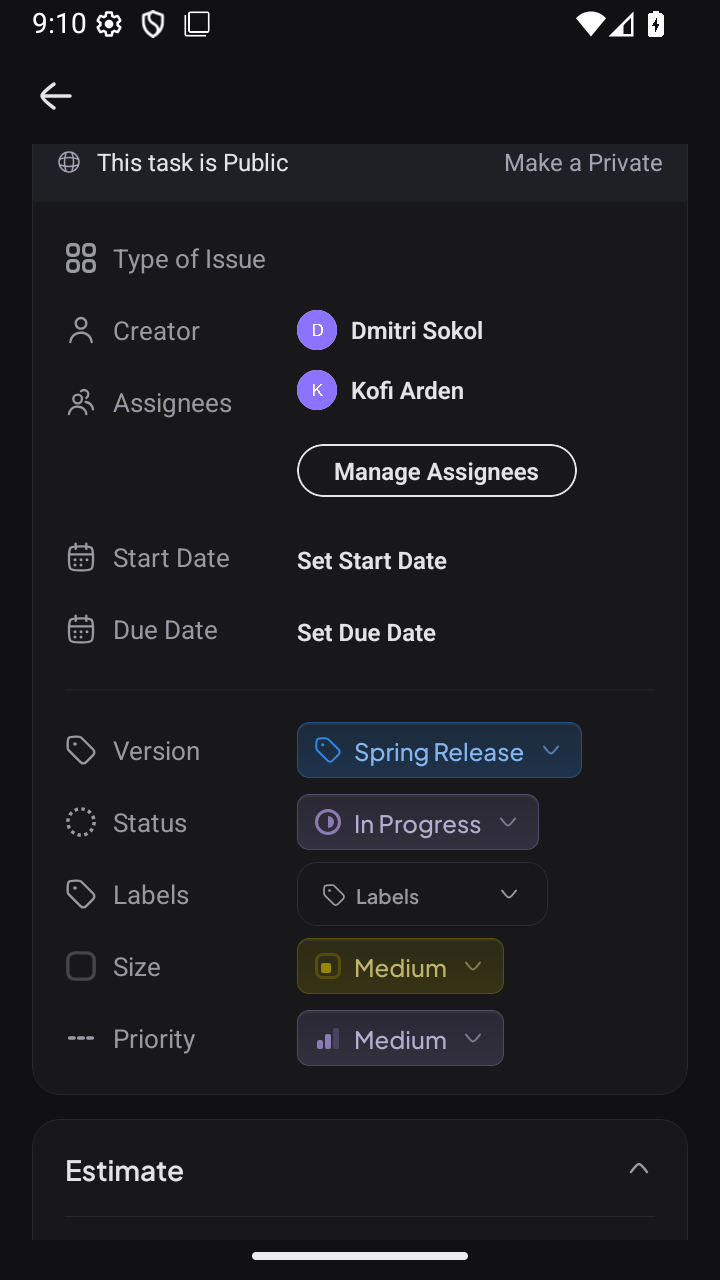 9:10
This task is Public
Make a Private
Type of Issue
Creator
D
Dmitri Sokol
Assignees
K
Kofi Arden
Manage Assignees
Start Date
Set Start Date
Due Date
Set Due Date
Version
Spring Release
Status
In Progress
Labels
Labels
Size
Medium
Priority
Medium
Estimate